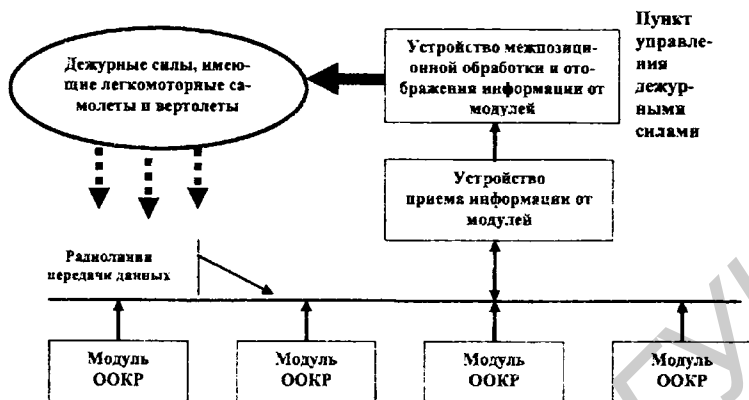 Дежурные силы, имею-
щие легкомоторные са-
молеты и вертолеты
Устройство межпозици-
онной обработки и ото-
бражения информации от
модулей
Пункт
управле-
ния
дежур-
ными
силами
Устройство
приема информации от
модулей
Радиолиния
передачи данных
Модуль
ООКР
Модуль
ООКР
Модуль
ООКР
Модуль
ООКР